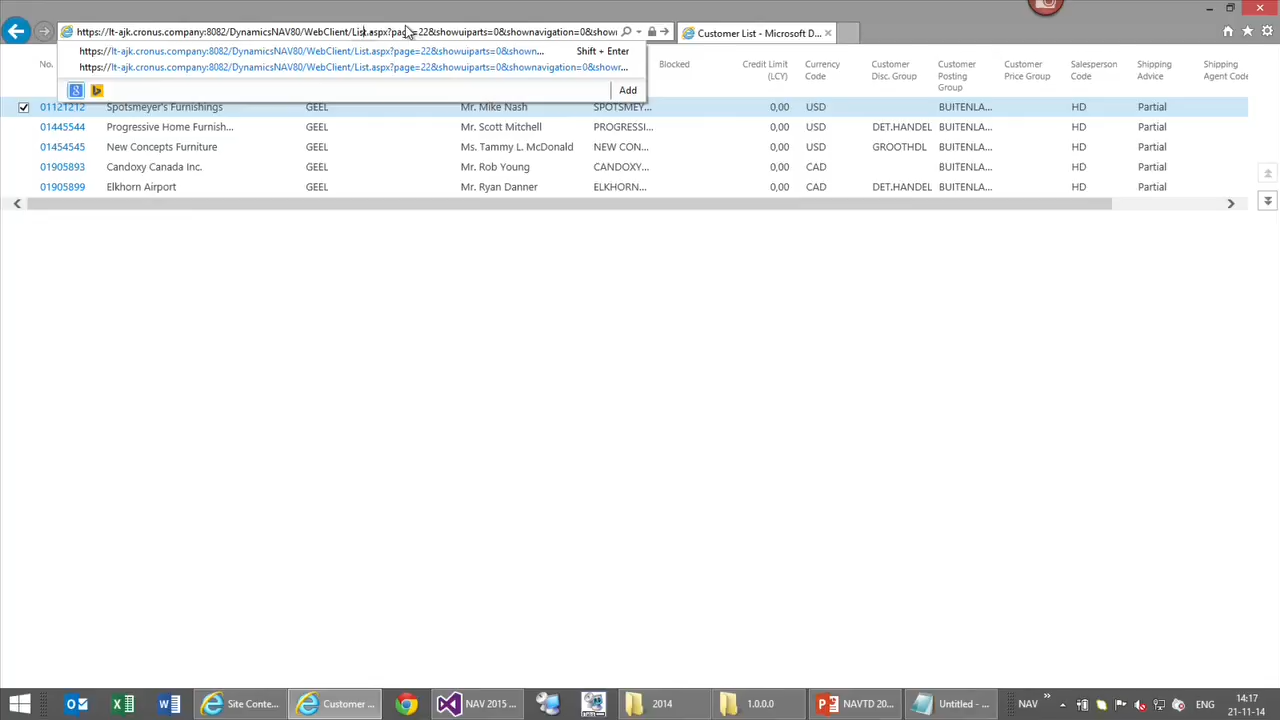 https://lt-ajk.cronus.company:8082/DynamicsNAV80/WebClient/List.aspx?page=22&showuiparts=0&shownavigation=0&show
Customer List - Microsoft D...
https://lt-ajk.cronus.company:8082/DynamicsNAV80/WebClient/List.aspx?page=22&showuiparts=0&shown... Shift + Enter
https://lt-ajk.cronus.company:8082/DynamicsNAV80/WebClient/List.aspx?page=22&showuiparts=0&shownavigation=0&showr...
Add
No. Blocked Credit Limit (LCY) Currency Code Customer Disc. Group Customer Posting Group Customer Price Group Salesperson Code Shipping Advice Shipping Agent Code
01121212 Spotsmeyer's Furnishings GEEL Mr. Mike Nash SPOTSMEY... 0,00 USD BUITENLA... HD Partial
01445544 Progressive Home Furnish... GEEL Mr. Scott Mitchell PROGRESSI... 0,00 USD DET.HANDEL BUITENLA... HD Partial
01454545 New Concepts Furniture GEEL Ms. Tammy L. McDonald NEW CON... 0,00 USD GROOTHDL BUITENLA... HD Partial
01905893 Candoxy Canada Inc. GEEL Mr. Rob Young CANDOXY... 0,00 CAD BUITENLA... HD Partial
01905899 Elkhorn Airport GEEL Mr. Ryan Danner ELKHORN... 0,00 CAD DET.HANDEL BUITENLA... HD Partial
Site Conte... Customer ... NAV 2015 ... 2014 1.0.0.0 NAVTD 20... Untitled - ... NAV ENG 14:17
21-11-14